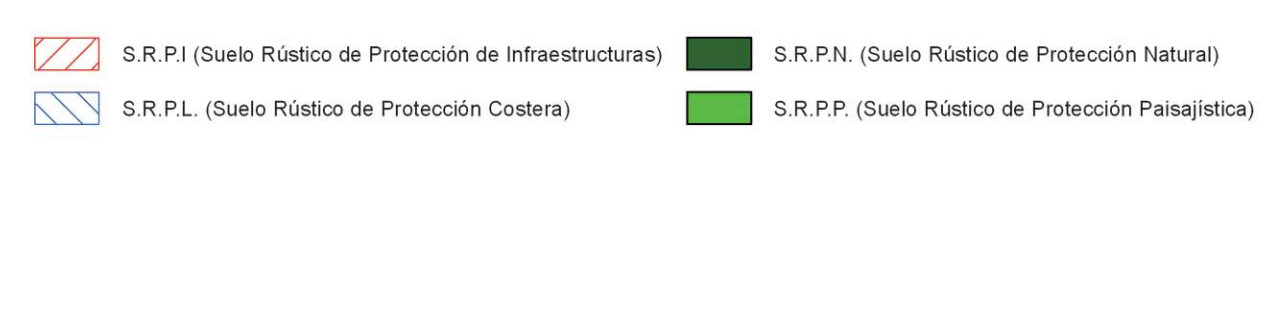 S.R.P.I (Suelo Rústico de Protección de Infraestructuras)
S.R.P.L. (Suelo Rústico de Protección Costera)
S.R.P.N. (Suelo Rústico de Protección Natural)
S.R.P.P. (Suelo Rústico de Protección Paisajística)